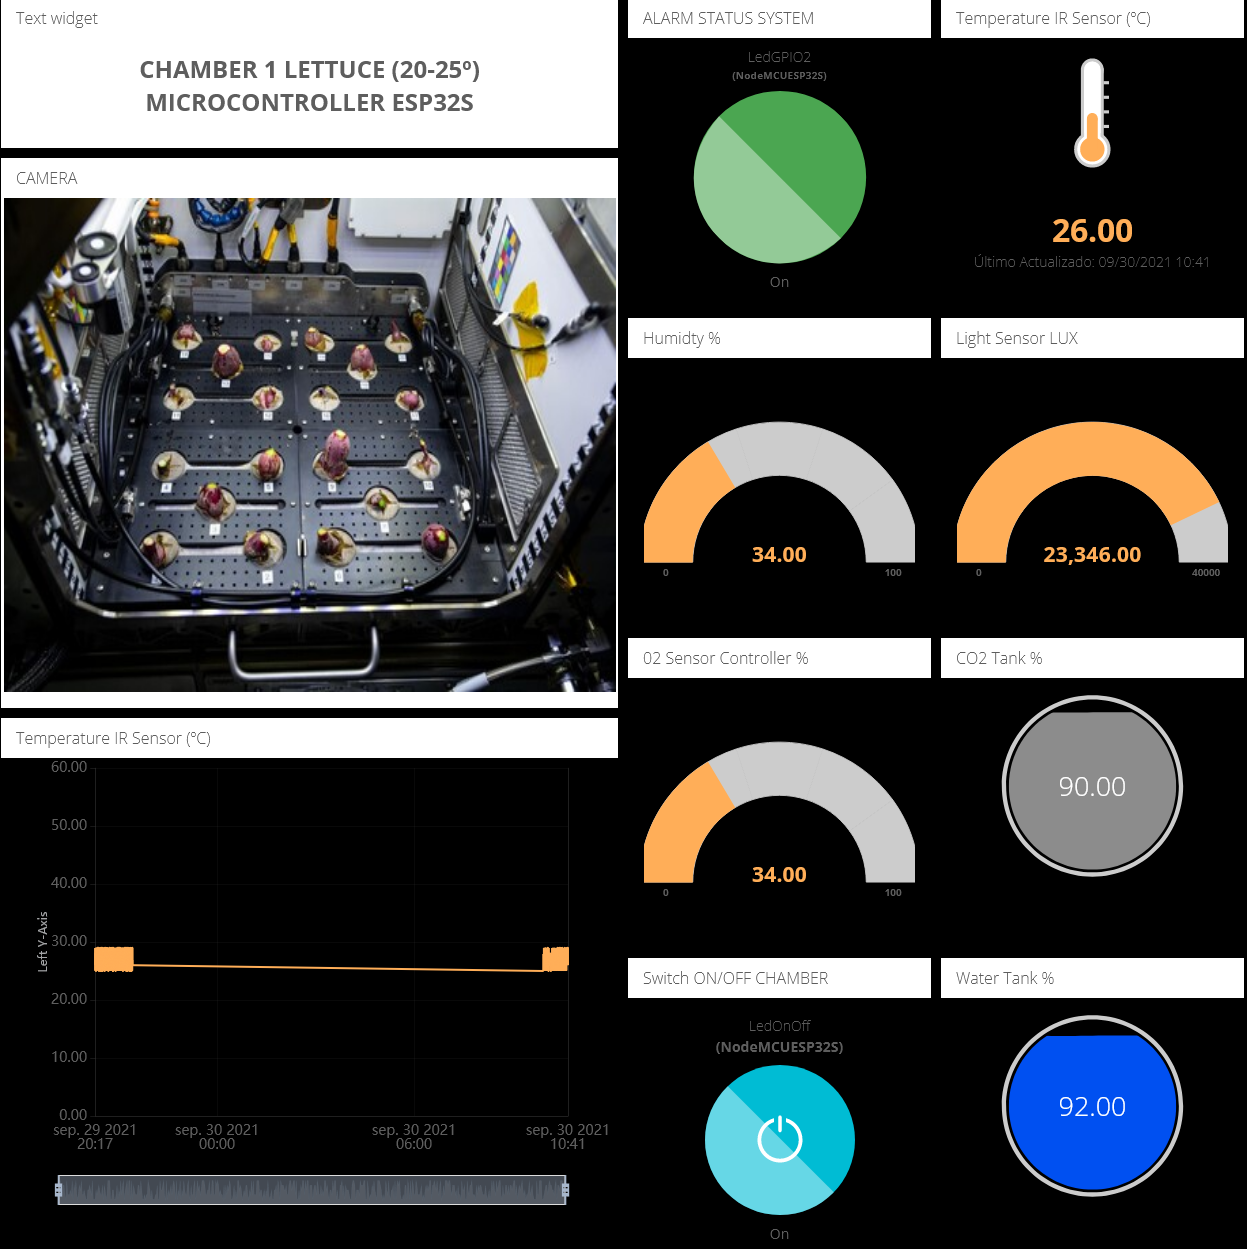 Text widget
CHAMBER 1 LETTUCE (20-25º)
MICROCONTROLLER ESP32S
CAMERA
Temperature IR Sensor (ºC)
60.00
50.00
40.00
30.00
20.00
10.00
0.00
Left Y-Axis
sep. 29 2021
20:17
sep. 30 2021
00:00
sep. 30 2021
06:00
sep. 30 2021
10:41
ALARM STATUS SYSTEM
LedGPIO2
(NodeMCUESP32S)
On
Temperature IR Sensor (ºC)
26.00
Último Actualizado: 09/30/2021 10:41
Humidty %
34.00
0
100
Light Sensor LUX
23,346.00
0
40000
02 Sensor Controller %
34.00
0
100
CO2 Tank %
90.00
Switch ON/OFF CHAMBER
LedOnOff
(NodeMCUESP32S)
On
Water Tank %
92.00